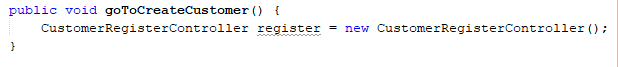 public void goToCreateCustomer() {
    CustomerRegisterController register = new CustomerRegisterController();
}